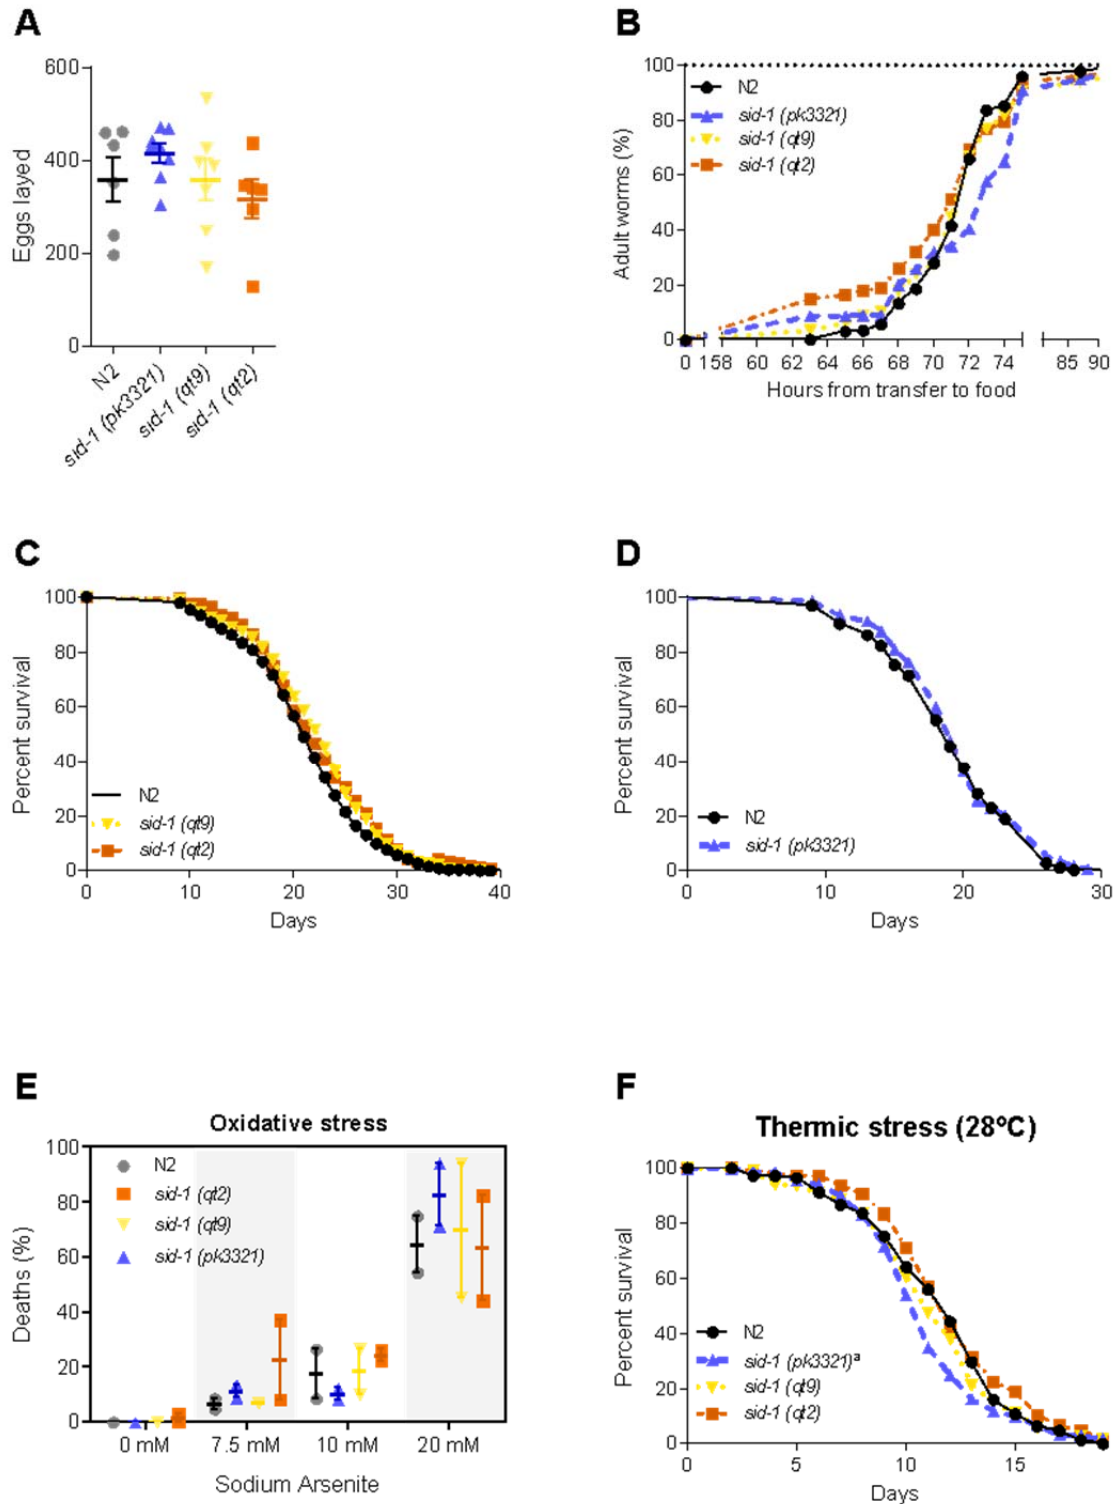 A
600
400
200
0
Eggs layed
N2
sid-1 (pk3321)
sid-1 (qt9)
sid-1 (qt2)
B
100
80
60
40
20
0
Adult worms (%)
N2
sid-1 (pk3321)
sid-1 (qt9)
sid-1 (qt2)
0 158 60 62 64 66 68 70 72 74 85 90
Hours from transfer to food
C
100
80
60
40
20
0
Percent survival
N2
sid-1 (qt9)
sid-1 (qt2)
0 10 20 30 40
Days
D
100
80
60
40
20
0
Percent survival
N2
sid-1 (pk3321)
0 10 20 30
Days
E
Oxidative stress
100
80
60
40
20
0
Deaths (%)
N2
sid-1 (qt2)
sid-1 (qt9)
sid-1 (pk3321)
0 mM 7.5 mM 10 mM 20 mM
Sodium Arsenite
F
Thermic stress (28ºC)
100
80
60
40
20
0
Percent survival
N2
sid-1 (pk3321)ª
sid-1 (qt9)
sid-1 (qt2)
0 5 10 15
Days